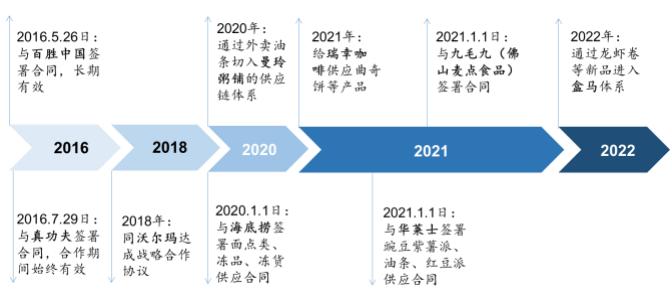 2016.5.26日：
与百胜中国签
署合同，长期
有效
2020年：
通过外卖油
条切入曼玲
粥铺的供应
链体系
2021年：
给瑞幸咖
啡供应曲奇
饼等产品
2021.1.1日：
与九毛九（佛
山麦点食品）
签署合同
2022年：
通过龙虾卷
等新品进入
盒马体系
2016
2018
2020
2021
2022
2016.7.29日：
与真功夫签署
合同，合作期
间始终有效
2018年：
同沃尔玛达
成战略合作
协议
2020.1.1日：
与海底捞签
署面点类、
冻品、冻货
供应合同
2021.1.1日：
与华莱士签署
豌豆紫薯派、
油条、红豆派
供应合同